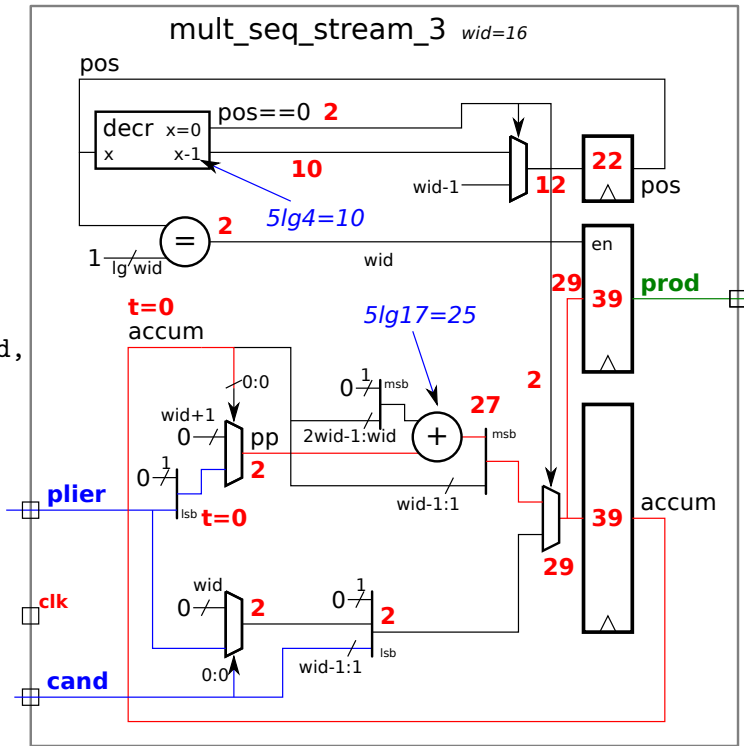 mult_seq_stream_3 wid=16
pos
pos==0 2
decr x=0
x x-1
10
wid-1
12
22
pos
5lg4=10
=
2
1
lg wid
wid
en
29
39
prod
t=0
accum
d,
5lg17=25
0:0
0
1
msb
2
wid+1
0
pp
2wid-1:wid
+
27
msb
0
1
2
plier
lsb
t=0
wid-1:1
39
accum
29
clk
wid
0
2
0
1
2
lsb
wid-1:1
0:0
cand